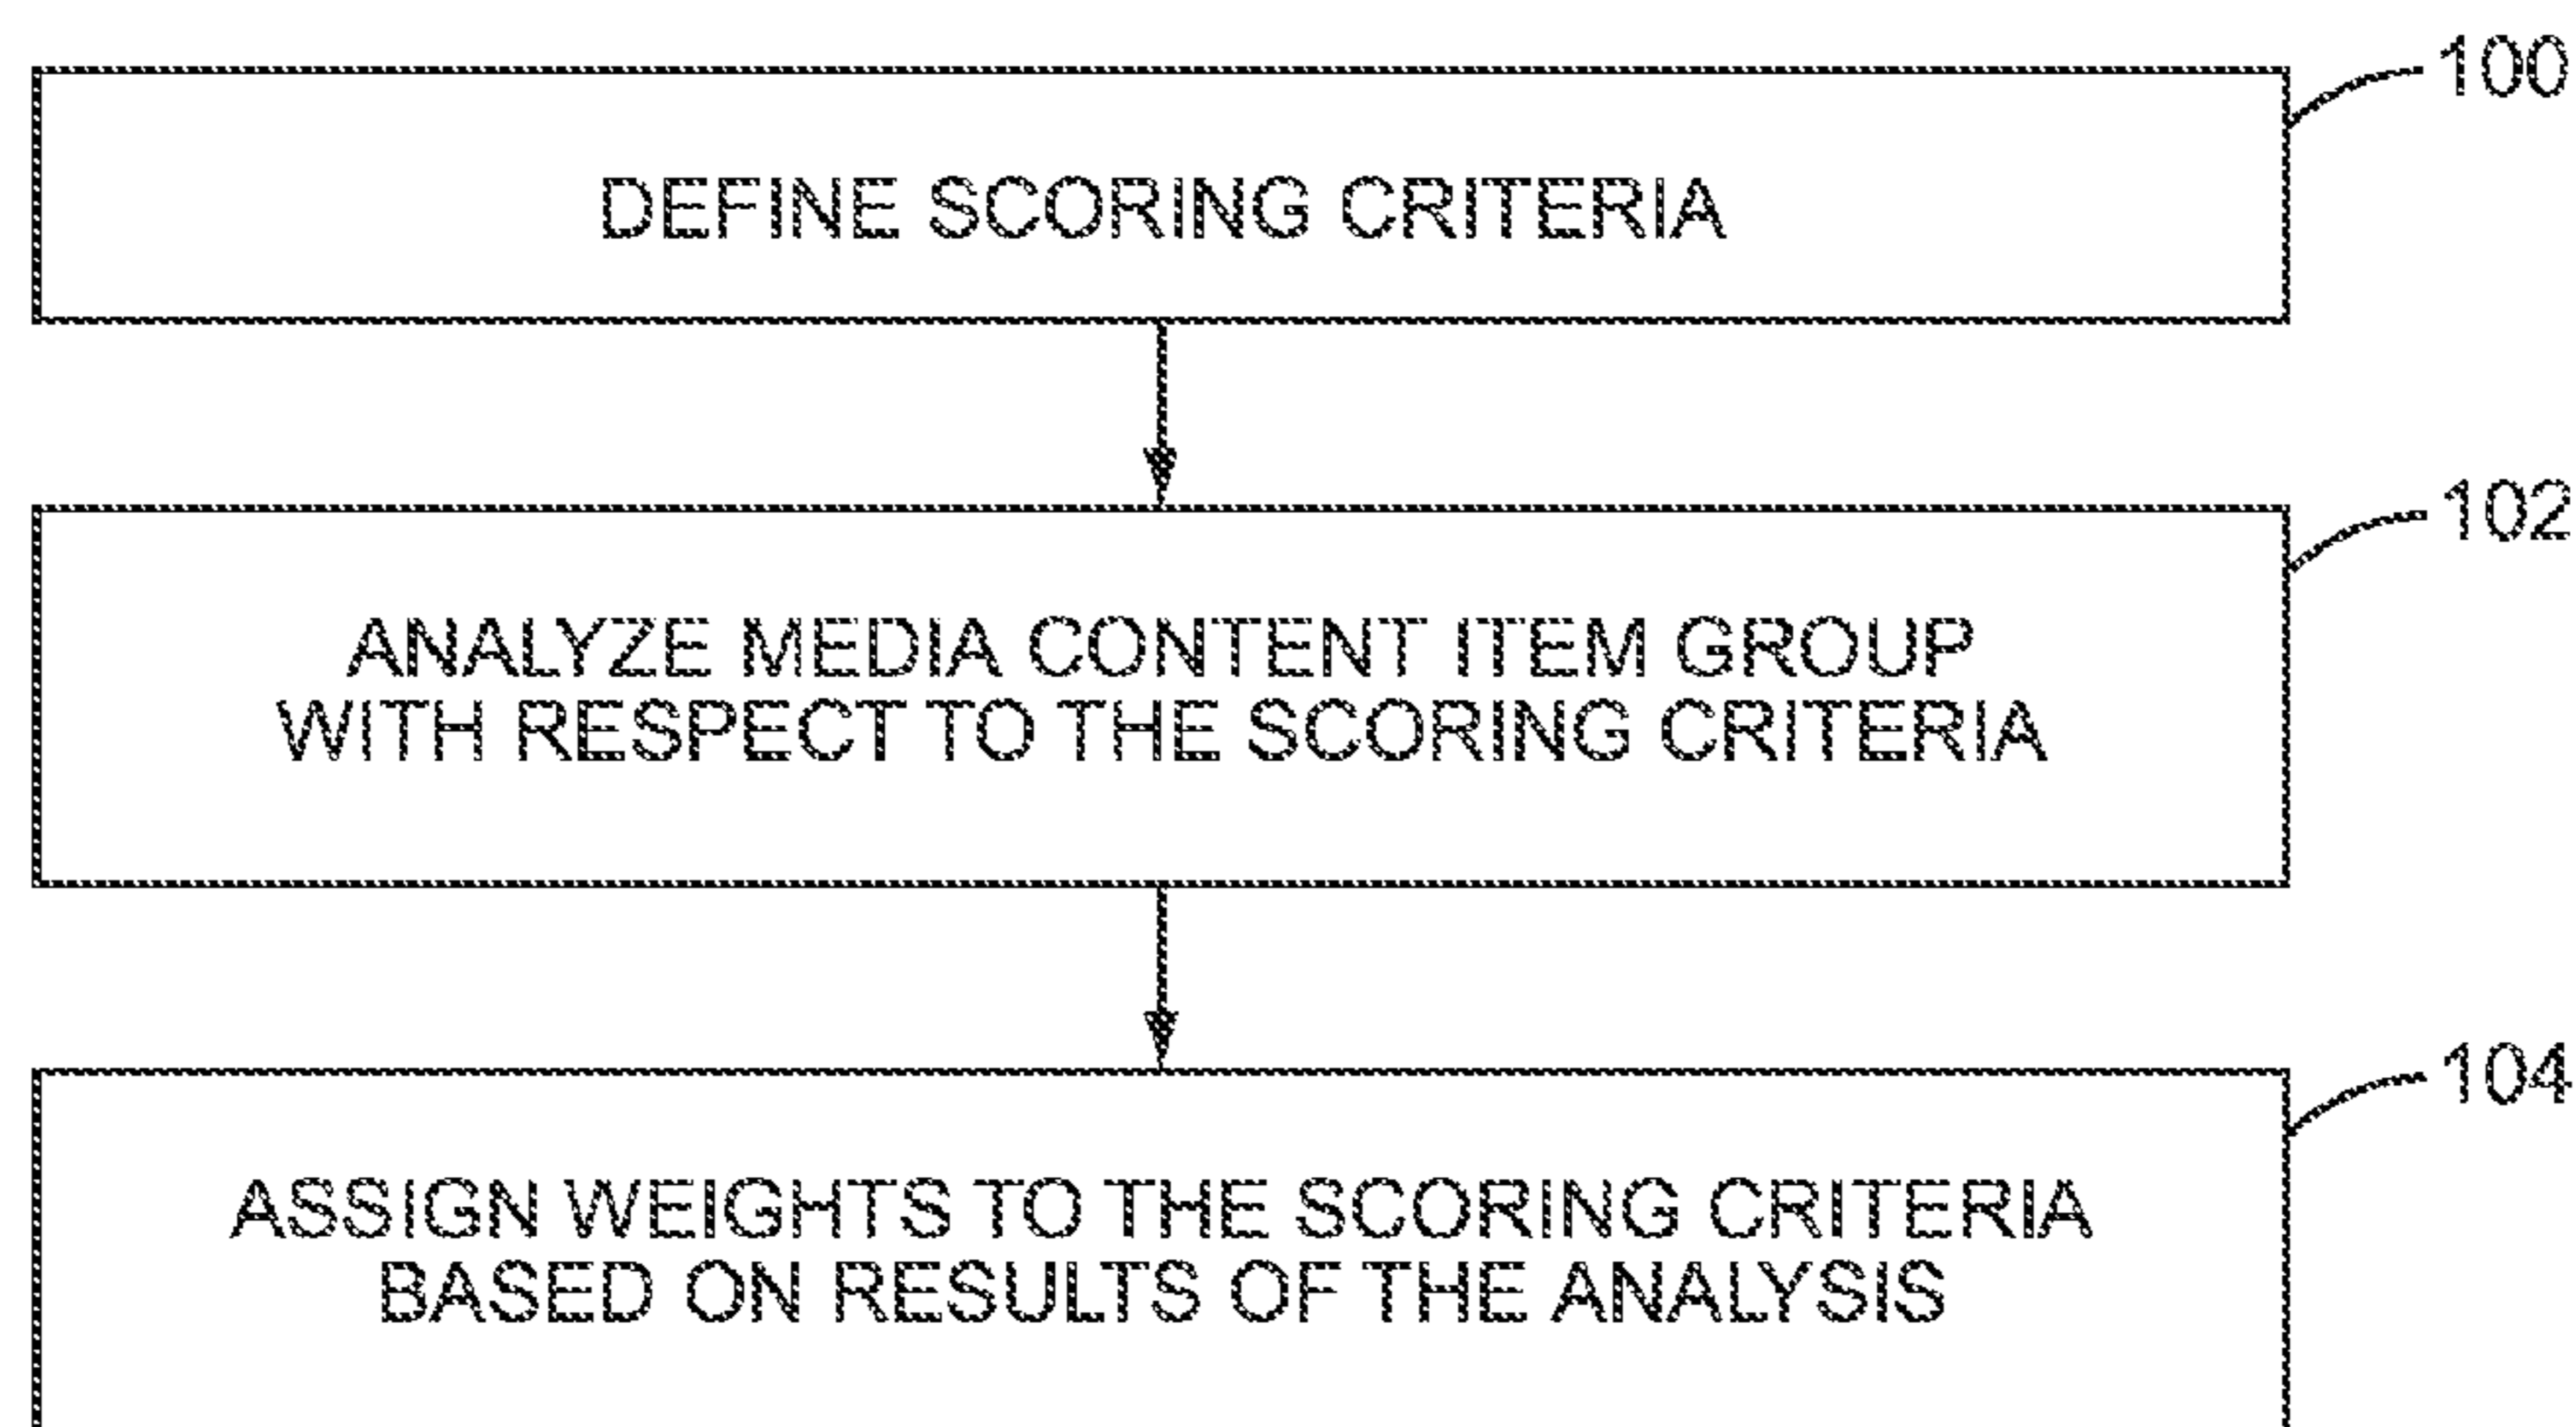 100
DEFINE SCORING CRITERIA
102
ANALYZE MEDIA CONTENT ITEM GROUP
WITH RESPECT TO THE SCORING CRITERIA
104
ASSIGN WEIGHTS TO THE SCORING CRITERIA
BASED ON RESULTS OF THE ANALYSIS